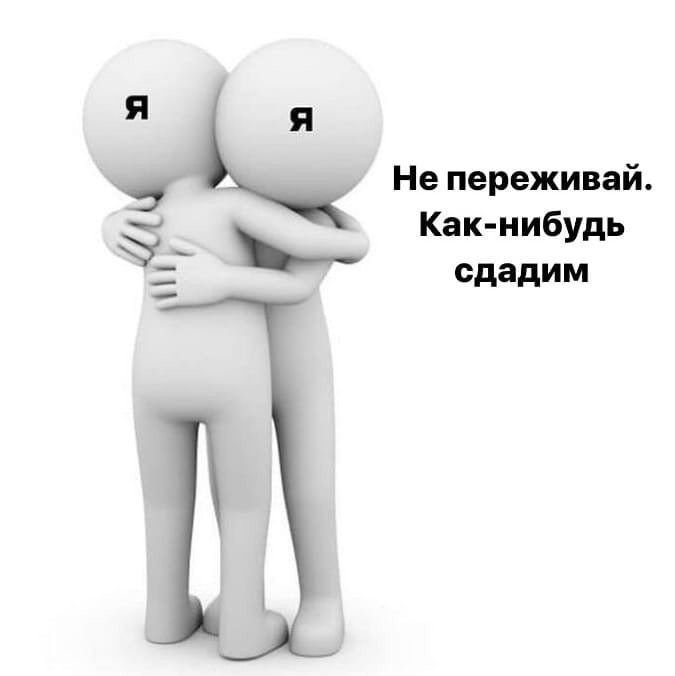 я
я
Не переживай.
Как-нибудь
сдадим